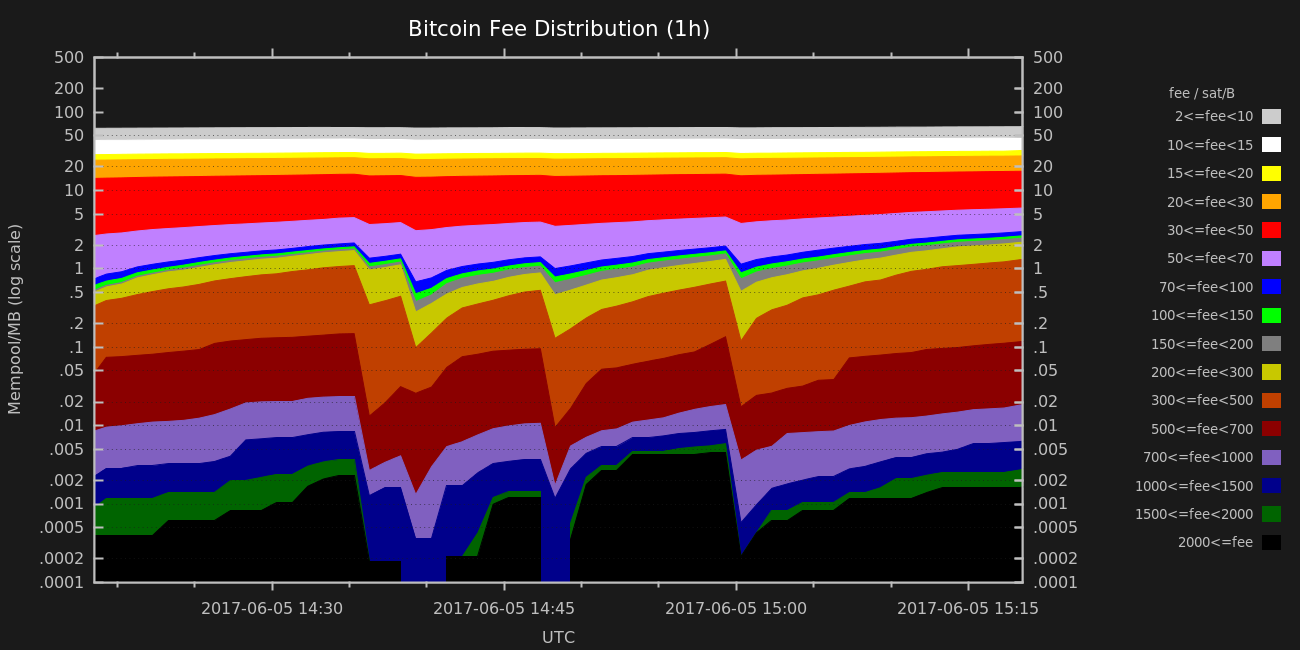 Bitcoin Fee Distribution (1h)
500 500
200 200
100 100
50 50
20 20
10 10
5 5
2 2
1 1
.5 .5
.2 .2
.1 .1
.05 .05
.02 .02
.01 .01
.005 .005
.002 .002
.001 .001
.0005 .0005
.0002 .0002
.0001 .0001
Mempool/MB (log scale)
2017-06-05 14:30 2017-06-05 14:45 2017-06-05 15:00 2017-06-05 15:15
UTC
fee / sat/B
2<=fee<10
10<=fee<15
15<=fee<20
20<=fee<30
30<=fee<50
50<=fee<70
70<=fee<100
100<=fee<150
150<=fee<200
200<=fee<300
300<=fee<500
500<=fee<700
700<=fee<1000
1000<=fee<1500
1500<=fee<2000
2000<=fee